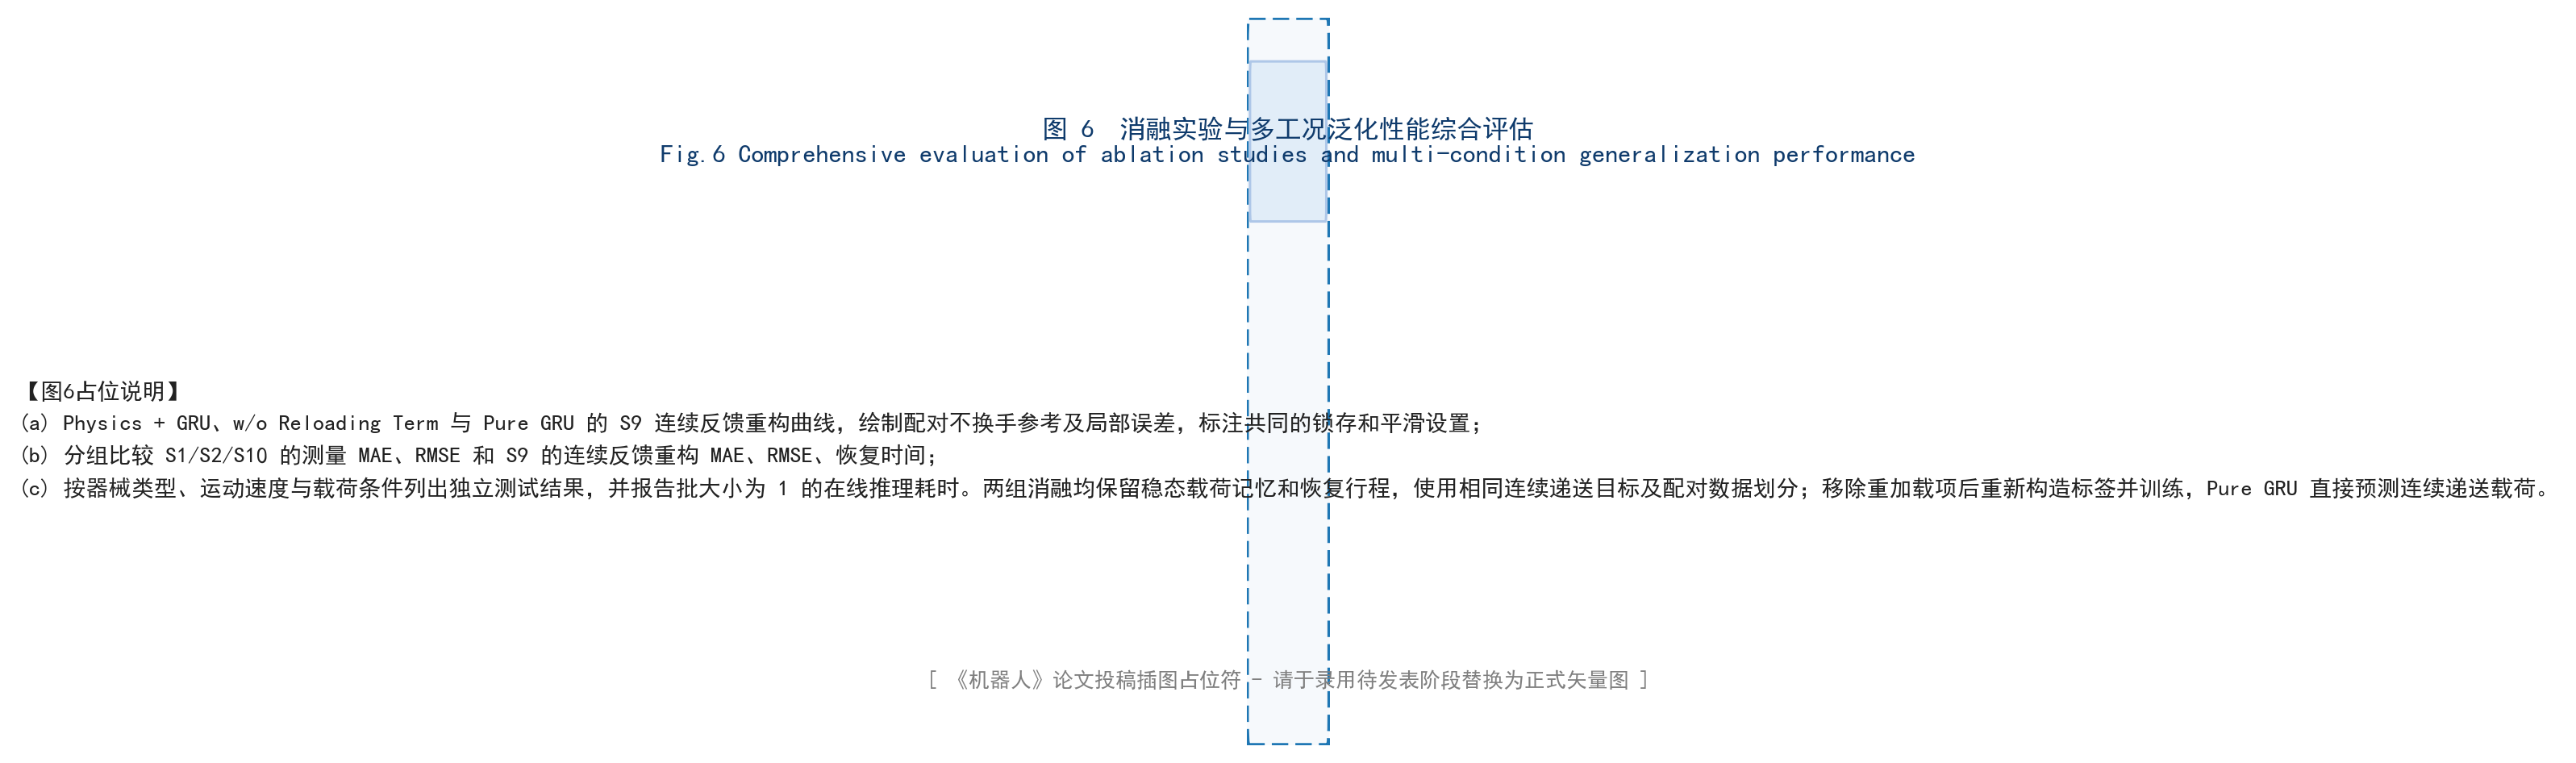 图 6  消融实验与多工况泛化性能综合评估
Fig.6 Comprehensive evaluation of ablation studies and multi-condition generalization performance
【图6占位说明】
(a) Physics + GRU、w/o Reloading Term 与 Pure GRU 的 S9 连续反馈重构曲线，绘制配对不换手参考及局部误差，标注共同的锁存和平滑设置；
(b) 分组比较 S1/S2/S10 的测量 MAE、RMSE 和 S9 的连续反馈重构 MAE、RMSE、恢复时间；
(c) 按器械类型、运动速度与载荷条件列出独立测试结果，并报告批大小为 1 的在线推理耗时。两组消融均保留稳态载荷记忆和恢复行程，使用相同连续递送目标及配对数据划分；移除重加载项后重新构造标签并训练，Pure GRU 直接预测连续递送载荷。
[ 《机器人》论文投稿插图占位符 - 请于录用待发表阶段替换为正式矢量图 ]